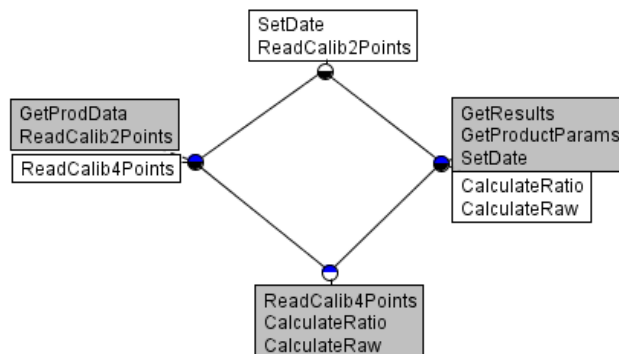 SetDate
ReadCalib2Points
GetProdData
ReadCalib2Points
ReadCalib4Points
GetResults
GetProductParams
SetDate
CalculateRatio
CalculateRaw
ReadCalib4Points
CalculateRatio
CalculateRaw